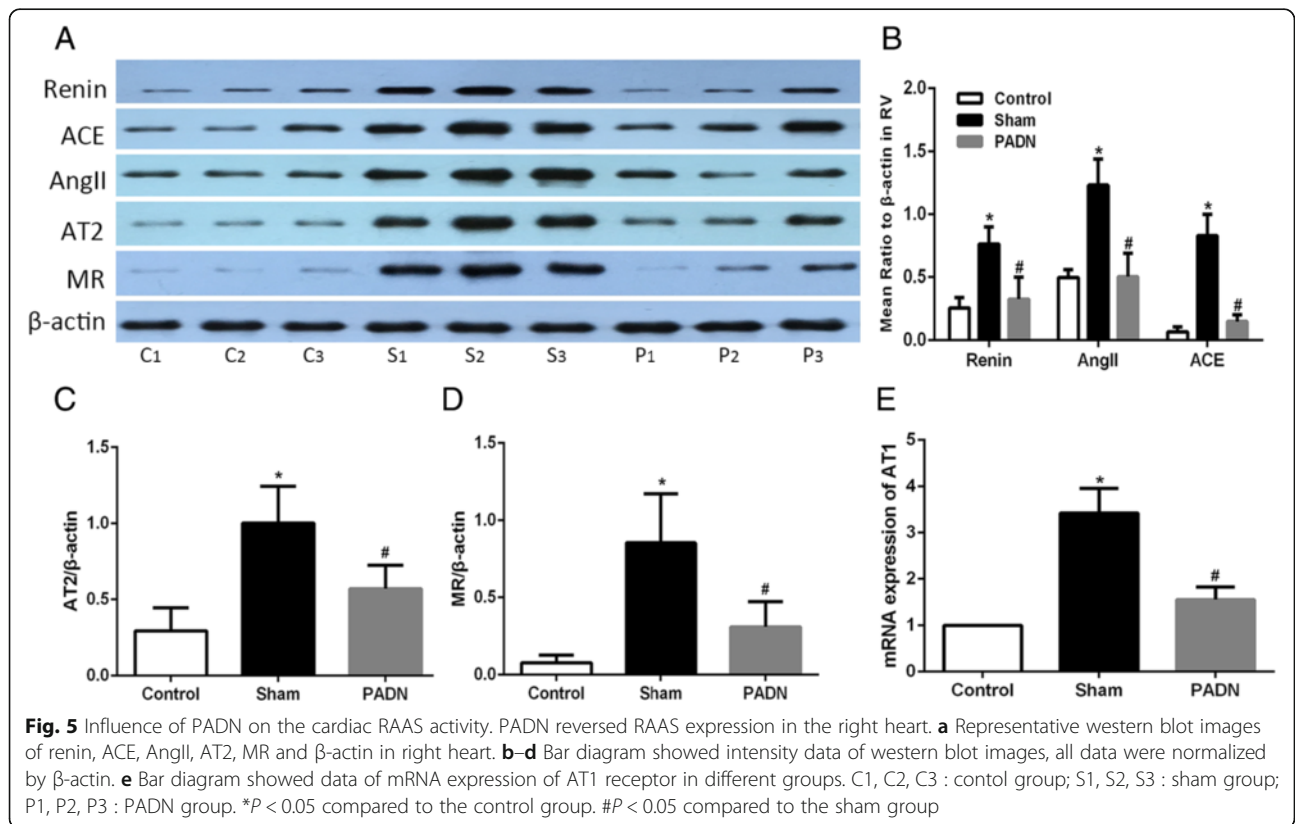 A
Renin
ACE
AngII
AT2
MR
β-actin
C1 C2 C3 S1 S2 S3 P1 P2 P3
B
Mean Ratio to β-actin in RV
2.0
1.5
1.0
0.5
0.0
Control
Sham
PADN
* # * # * #
Renin AngII ACE
C
AT2/β-actin
1.5
1.0
0.5
0.0
*
#
Control Sham PADN
D
MR/β-actin
1.5
1.0
0.5
0.0
*
#
Control Sham PADN
E
mRNA expression of AT1
5
4
3
2
1
0
*
#
Control Sham PADN
Fig. 5 Influence of PADN on the cardiac RAAS activity. PADN reversed RAAS expression in the right heart. a Representative western blot images
of renin, ACE, AngII, AT2, MR and β-actin in right heart. b–d Bar diagram showed intensity data of western blot images, all data were normalized
by β-actin. e Bar diagram showed data of mRNA expression of AT1 receptor in different groups. C1, C2, C3 : contol group; S1, S2, S3 : sham group;
P1, P2, P3 : PADN group. *P < 0.05 compared to the control group. #P < 0.05 compared to the sham group